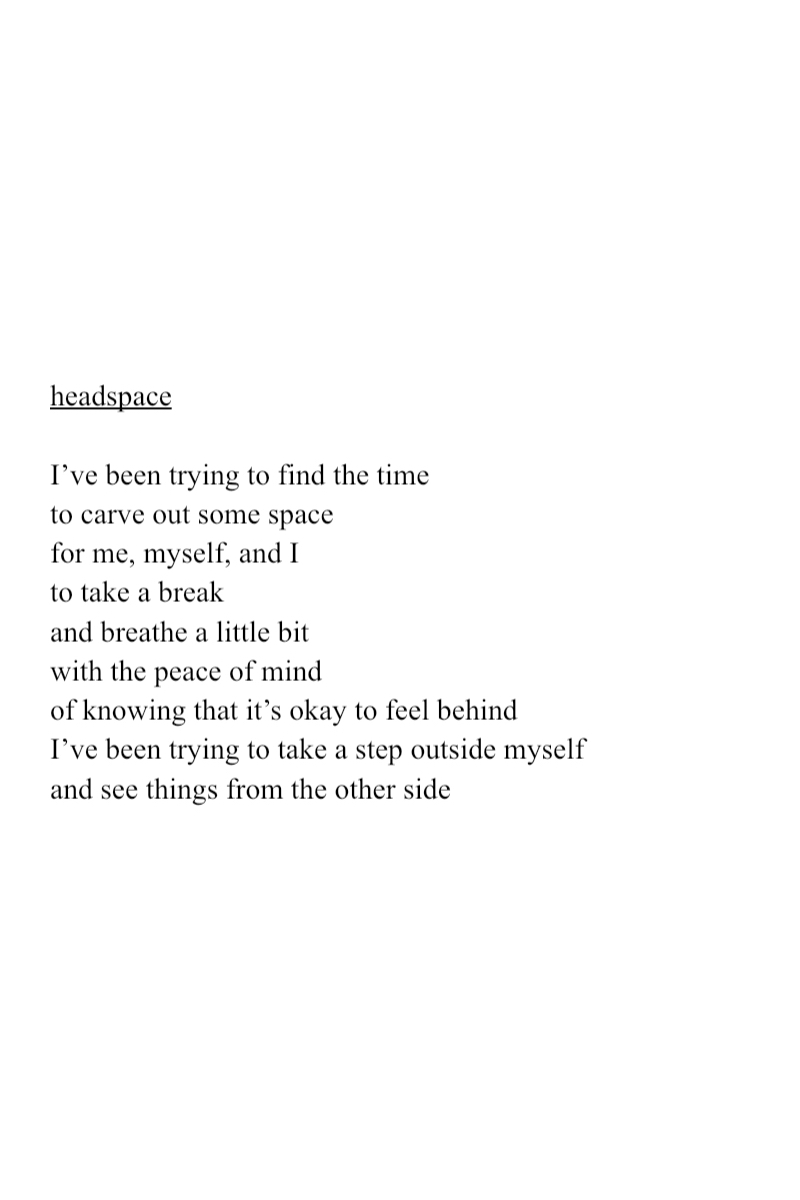 headspace
I’ve been trying to find the time
to carve out some space
for me, myself, and I
to take a break
and breathe a little bit
with the peace of mind
of knowing that it’s okay to feel behind
I’ve been trying to take a step outside myself
and see things from the other side